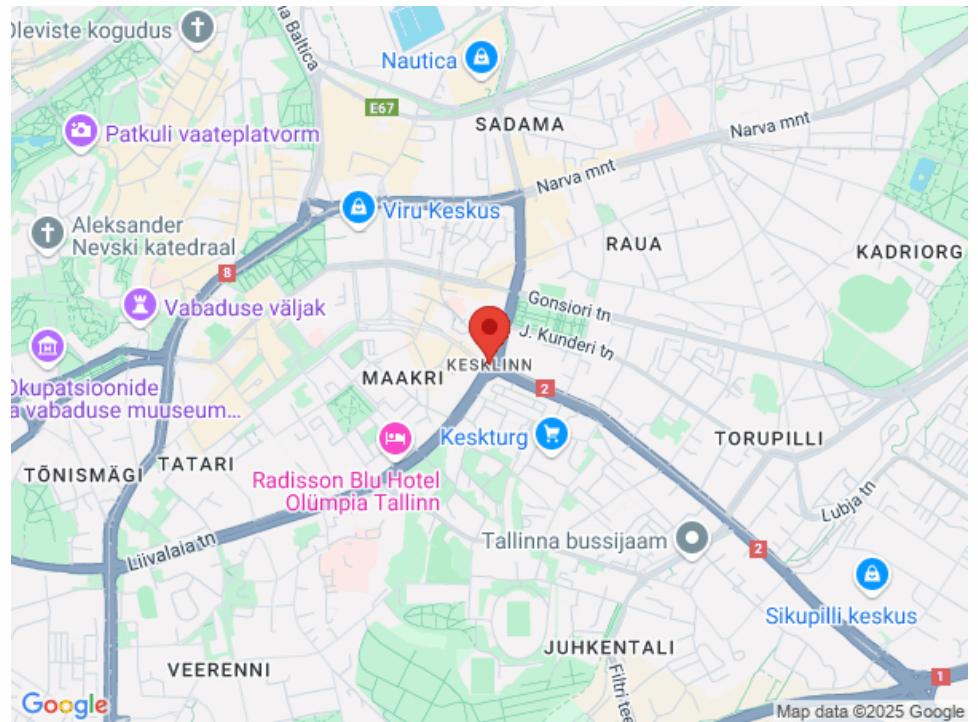 Oleviste kogudus
Baltica
Nautica
E67
SADAMA
Narva mnt
Patkuli vaateplatvorm
Narva mnt
Viru Keskus
Aleksander
Nevski katedraal
RAUA
KADRIORG
8
Vabaduse väljak
Gonsiori tn
J. Kunderi tn
KESKLINN
MAAKRI
2
Okupatsioonide
a vabaduse muuseum...
Keskturg
TORUPILLI
TATARI
TÕNISMÄGI
Radisson Blu Hotel
Olümpia Tallinn
Lubja tn
Liivalaia tn
Tallinna bussijaam
2
Sikupilli keskus
JUHKENTALI
VEERENNI
Filtri tee
1
Google
Map data ©2025 Google